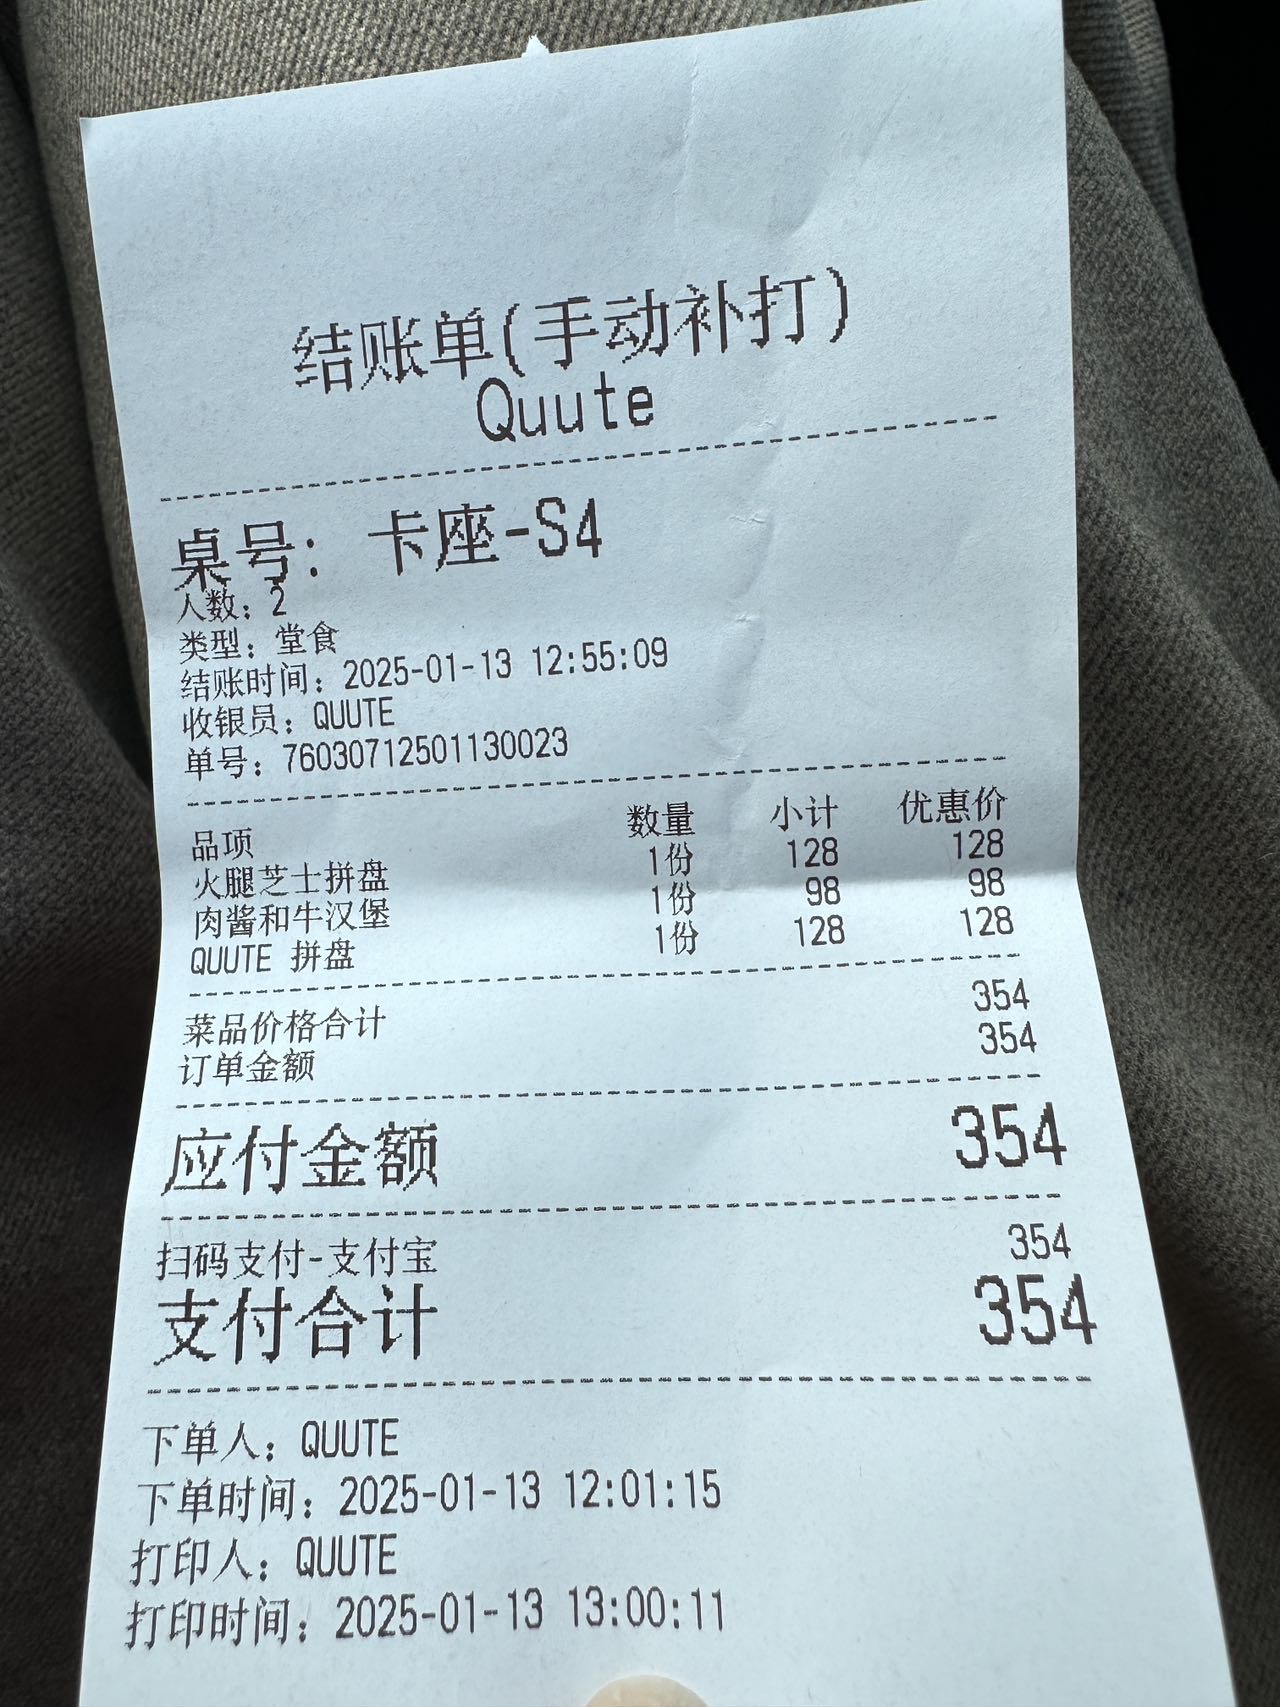 结账单(手动补打)
Quute
桌号: 卡座-S4
人数: 2
类型: 堂食
结账时间: 2025-01-13 12:55:09
收银员: QUUTE
单号: 76030712501130023
品项 数量 小计 优惠价
火腿芝士拼盘 1份 128 128
肉酱和牛汉堡 1份 98 98
QUUTE 拼盘 1份 128 128
菜品价格合计 354
订单金额 354
应付金额 354
扫码支付-支付宝 354
支付合计 354
下单人: QUUTE
下单时间: 2025-01-13 12:01:15
打印人: QUUTE
打印时间: 2025-01-13 13:00:11